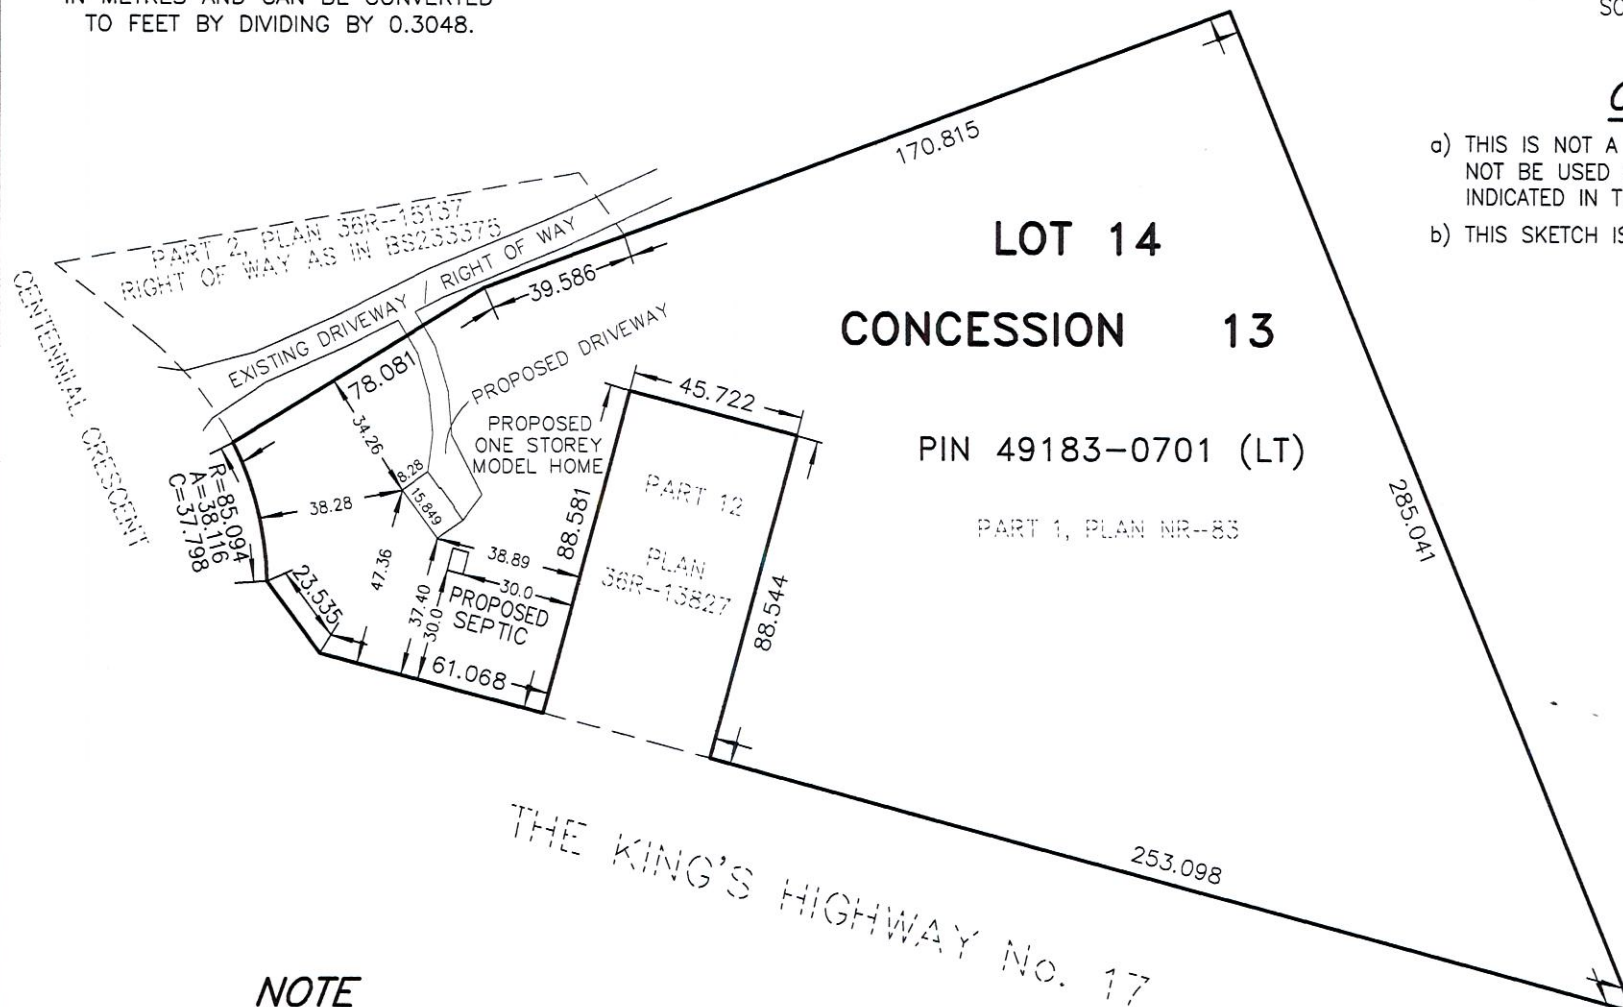 IN METRES AND CAN BE CONVERTED
TO FEET BY DIVIDING BY 0.3048.
a) THIS IS NOT A
NOT BE USED
INDICATED IN T
b) THIS SKETCH IS
170.815
LOT 14
CONCESSION 13
PIN 49183-0701 (LT)
PART 1, PLAN NR--83
285.041
PART 2, PLAN 36R--15137
RIGHT OF WAY AS IN BS233375
EXISTING DRIVEWAY / RIGHT OF WAY
39.586
78.081
PROPOSED DRIVEWAY
CENTENNIAL CRESCENT
PROPOSED
ONE STOREY
MODEL HOME
45.722
34.26
8.28
15.849
38.28
R=85.094
A=38.116
C=37.798
88.581
PART 12
PLAN
36R--13827
88.544
38.89
30.0
PROPOSED
SEPTIC
47.36
37.40
30.0
23.535
61.068
253.098
THE KING'S HIGHWAY No. 17
NOTE